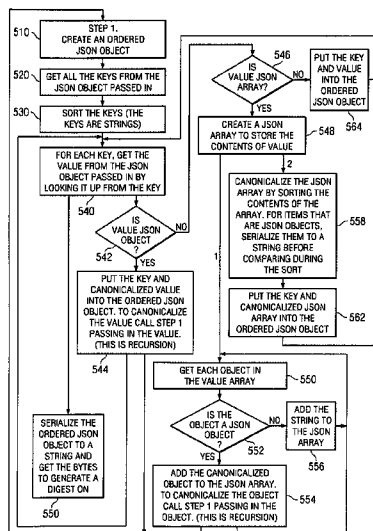 510
STEP 1.
CREATE AN ORDERED
JSON OBJECT
520
GET ALL THE KEYS FROM THE
JSON OBJECT PASSED IN
530
SORT THE KEYS (THE
KEYS ARE STRINGS)
FOR EACH KEY, GET THE
VALUE FROM THE JSON
OBJECT PASSED IN BY
LOOKING IT UP FROM THE KEY
540
IS
VALUE JSON
OBJECT
?
542
NO
YES
PUT THE KEY AND
CANONICALIZED VALUE
INTO THE ORDERED JSON
OBJECT. TO CANONICALIZE
THE VALUE CALL STEP 1
PASSING IN THE VALUE.
(THIS IS RECURSION)
544
SERIALIZE THE
ORDERED JSON
OBJECT TO A
STRING AND
GET THE BYTES
TO GENERATE A
DIGEST ON
550
IS
VALUE JSON
ARRAY?
546
NO
YES
PUT THE KEY
AND VALUE
INTO THE
ORDERED JSON
OBJECT
564
CREATE A JSON
ARRAY TO STORE THE
CONTENTS OF VALUE
548
1
2
CANONICALIZE THE JSON
ARRAY BY SORTING THE
CONTENTS OF THE
ARRAY. FOR ITEMS THAT
ARE JSON OBJECTS,
SERIALIZE THEM TO A
STRING BEFORE
COMPARING DURING THE
SORT
558
PUT THE KEY AND
CANONICALIZED JSON
ARRAY INTO THE
ORDERED JSON OBJECT
562
GET EACH OBJECT IN
THE VALUE ARRAY
550
IS THE
OBJECT A JSON
OBJECT
?
552
NO
YES
ADD THE
STRING TO
THE JSON
ARRAY
556
ADD THE CANONICALIZED
OBJECT TO THE JSON ARRAY.
TO CANONICALIZE THE OBJECT
CALL STEP 1 PASSING IN THE
OBJECT. (THIS IS RECURSION)
554